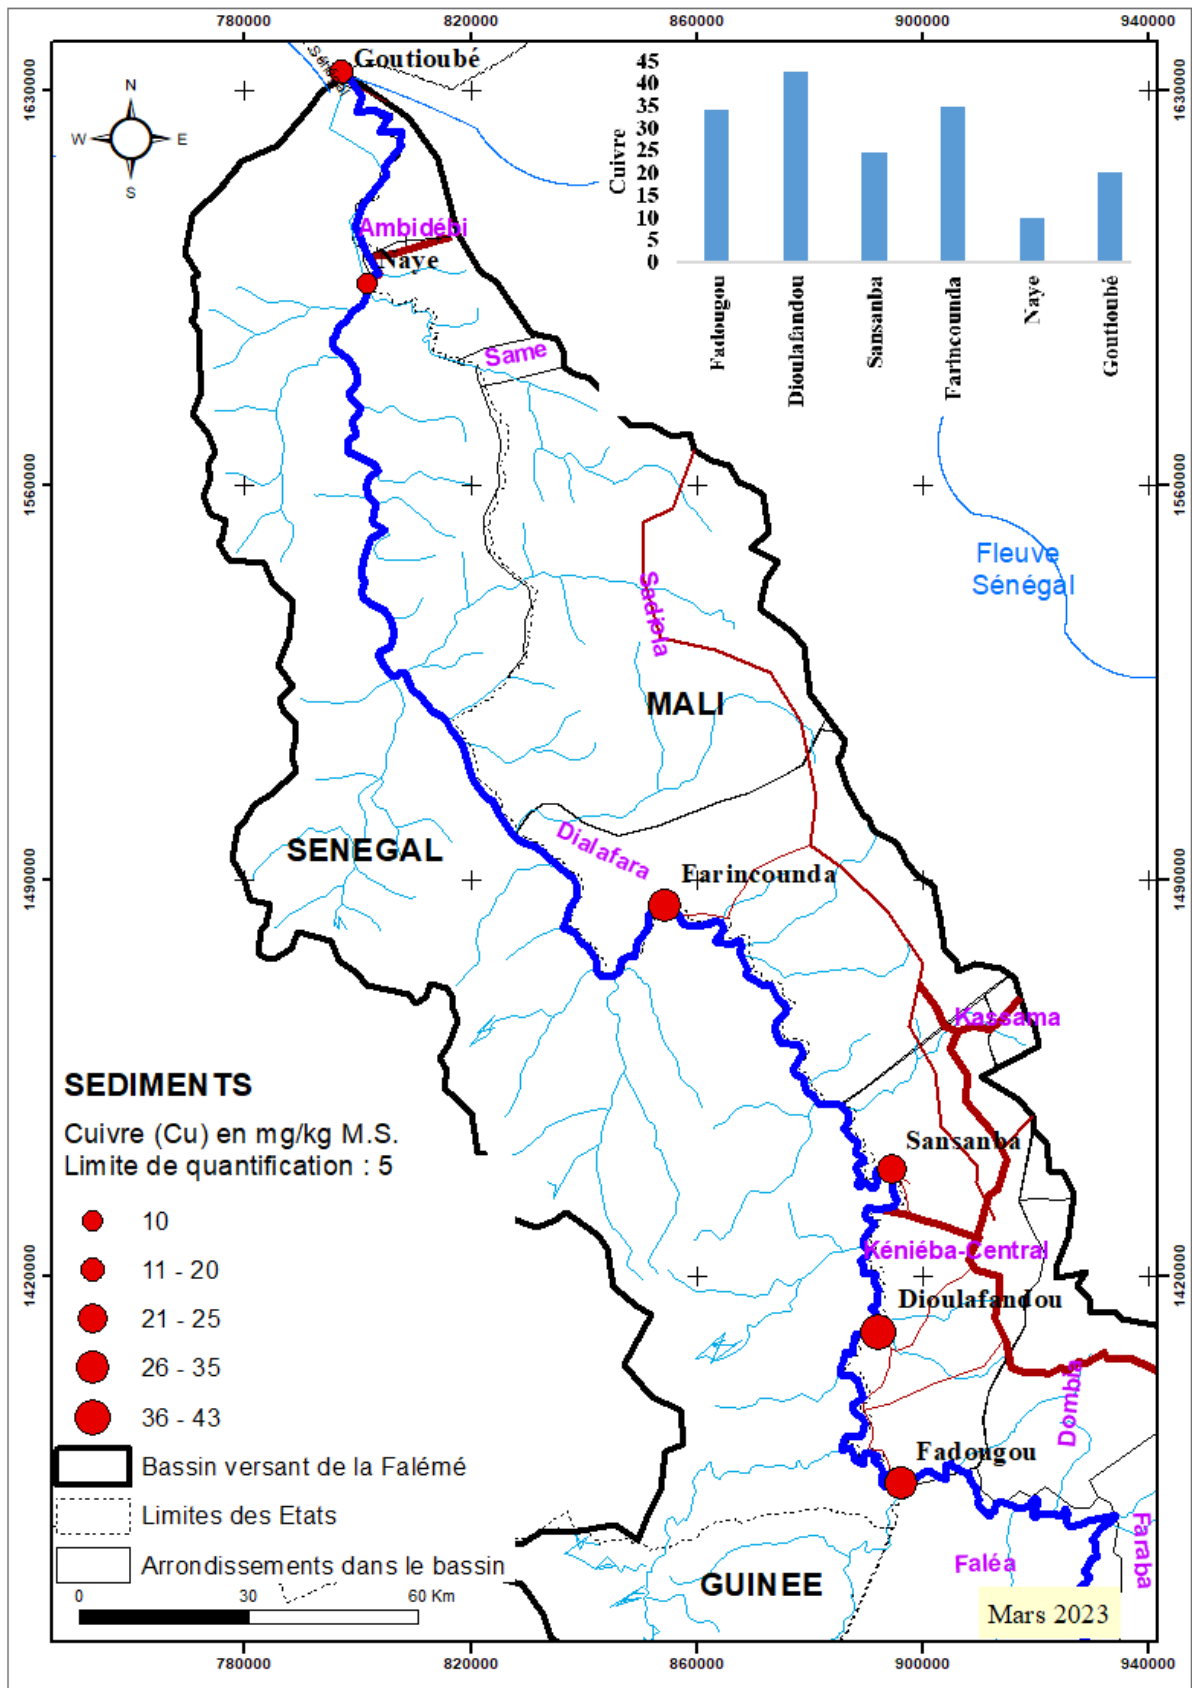 780000 820000 860000 900000 940000
1630000
1630000
Goutioubé
N
W E
S
Cuivre
45
40
35
30
25
20
15
10
5
0
Fadougou
Dioulafandou
Sansanba
Farincounda
Naye
Goutioubé
Ambidébi
Naye
Same
1560000
1560000
Fleuve
Sénégal
Sadiola
MALI
SENEGAL
Dialafara
Farincounda
1490000
1490000
Kassama
SEDIMENTS
Cuivre (Cu) en mg/kg M.S.
Limite de quantification : 5
10
11 - 20
21 - 25
26 - 35
36 - 43
Bassin versant de la Falémé
Limites des Etats
Arrondissements dans le bassin
0 30 60 Km
Sansanba
Kéniéba-Central
1420000
1420000
Dioulafandou
Dombia
Fadougou
Faraba
Faléa
GUINEE
Mars 2023
780000 820000 860000 900000 940000